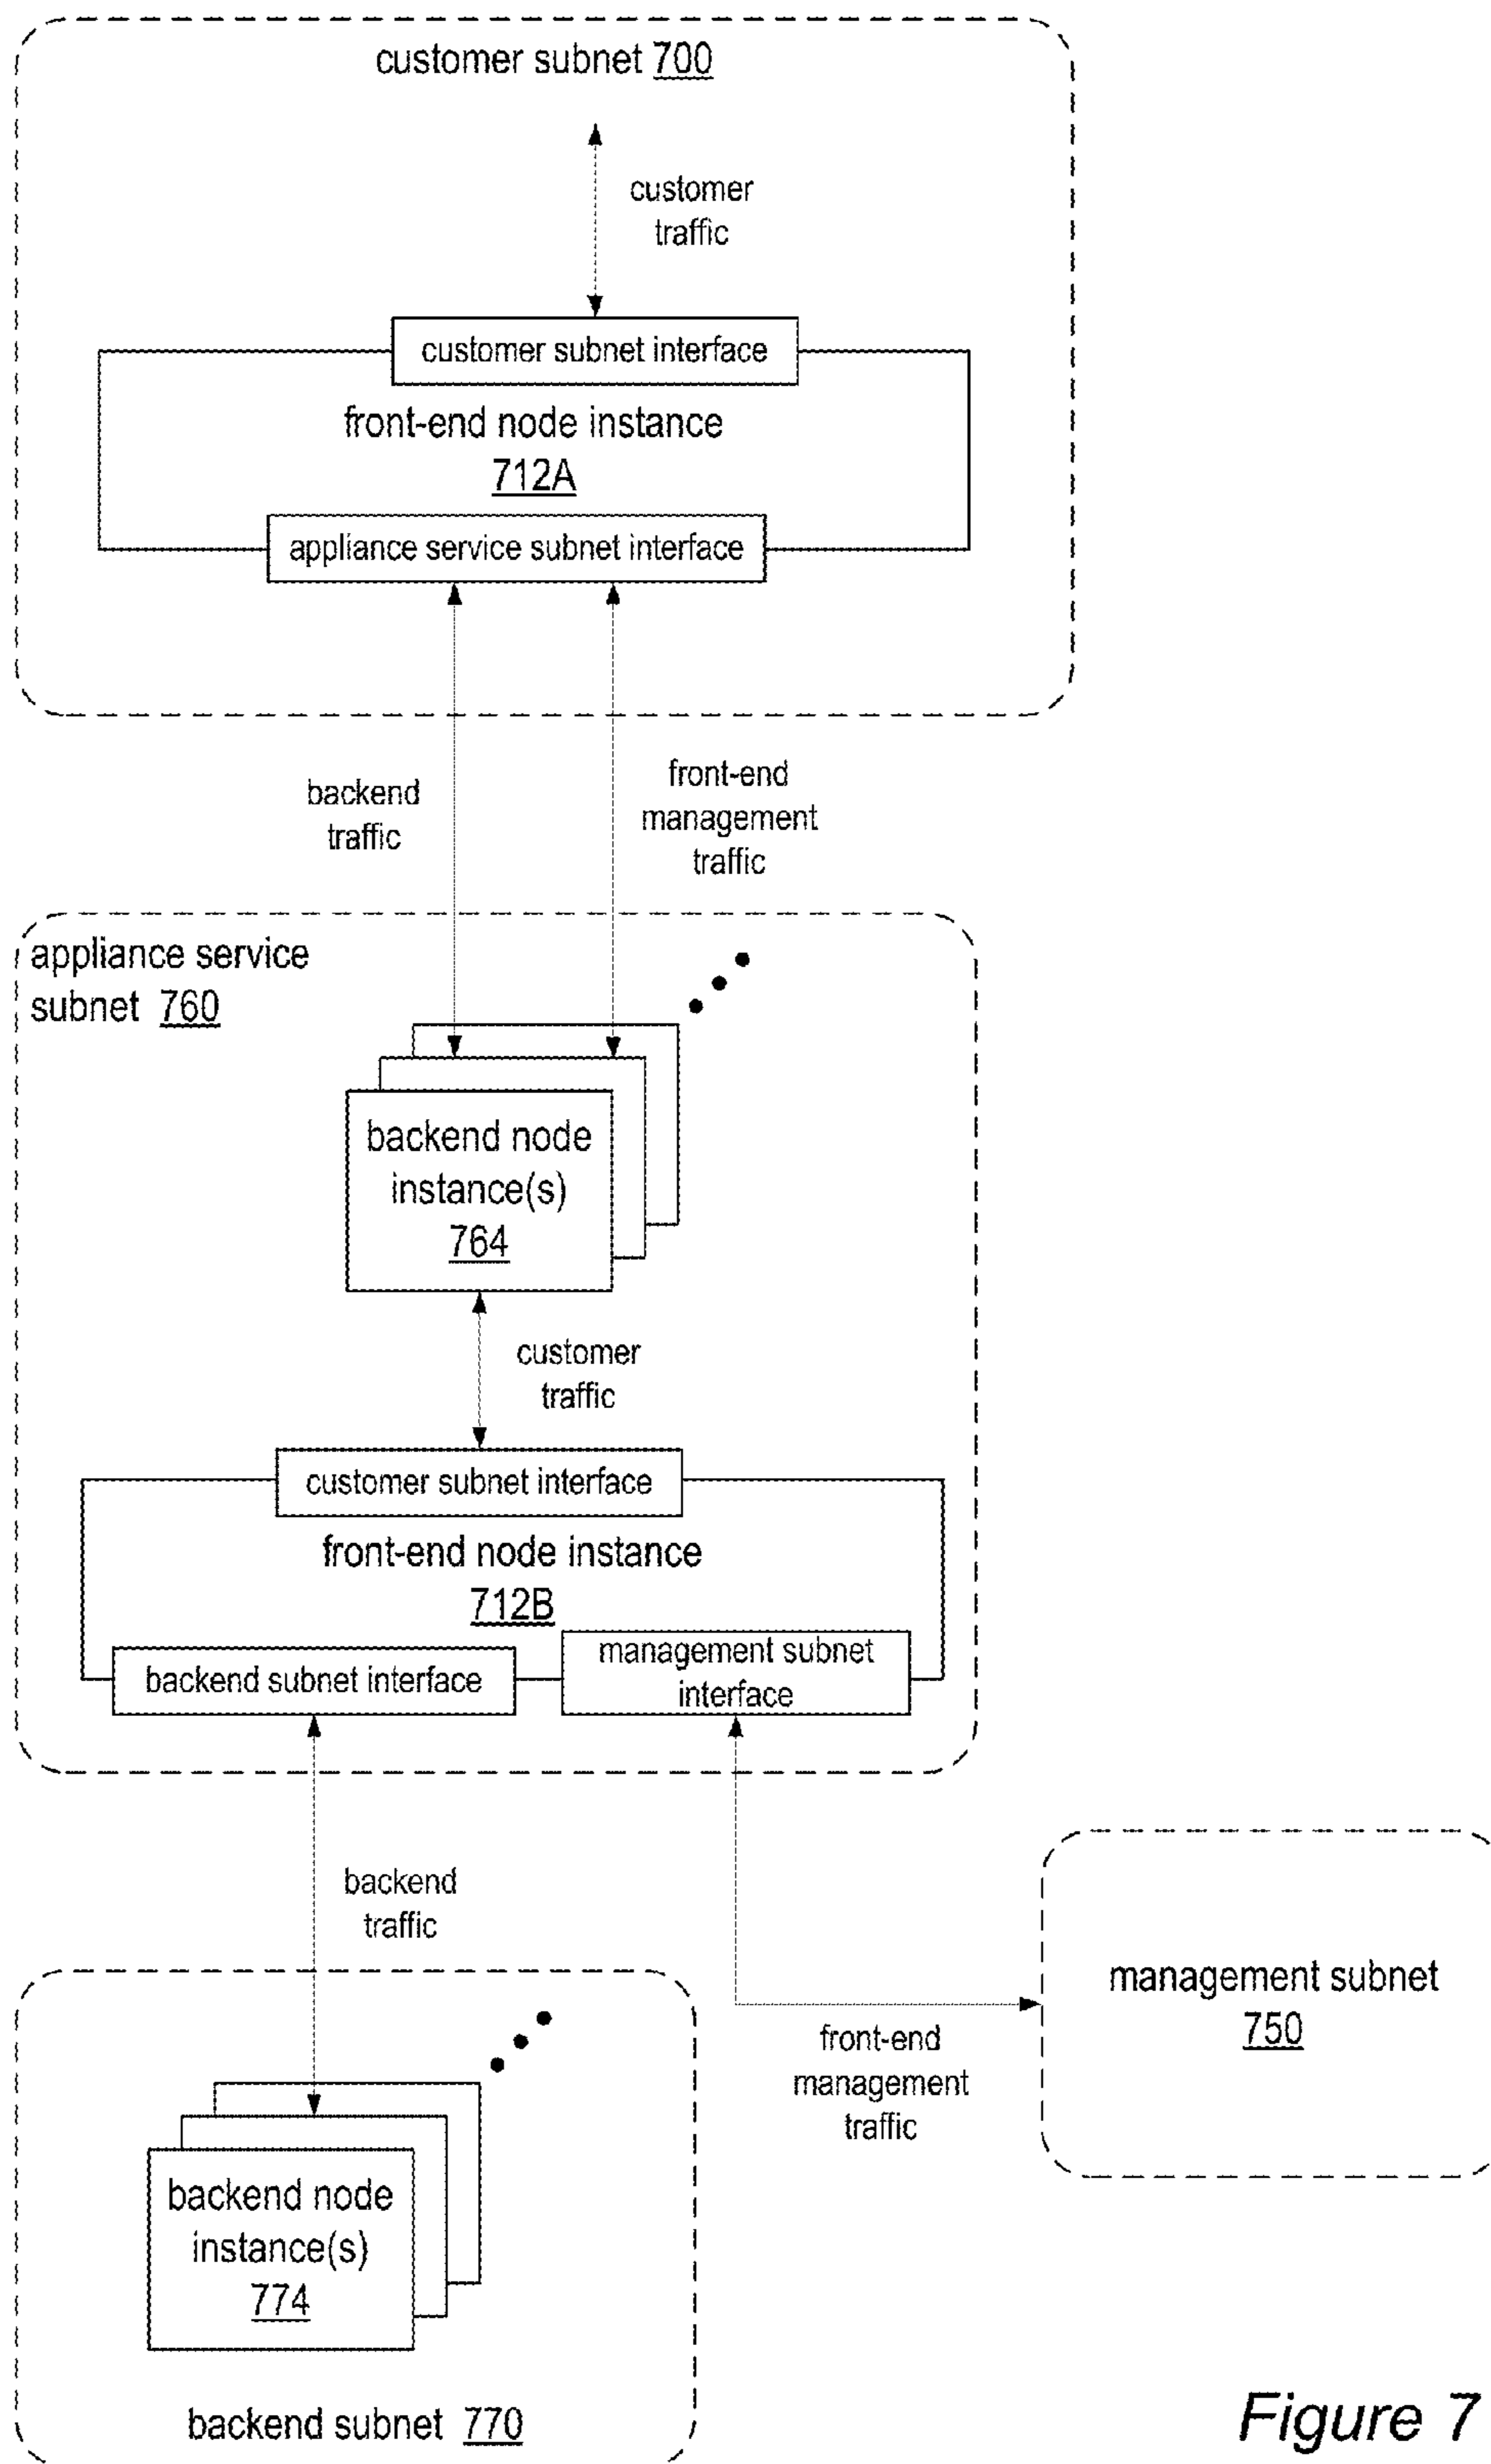 customer subnet 700
customer
traffic
customer subnet interface
front-end node instance
712A
appliance service subnet interface
backend
traffic
front-end
management
traffic
appliance service
subnet 760
backend node
instance(s)
764
customer
traffic
customer subnet interface
front-end node instance
712B
backend subnet interface
management subnet
interface
backend
traffic
management subnet
750
front-end
management
traffic
backend node
instance(s)
774
backend subnet 770
Figure 7